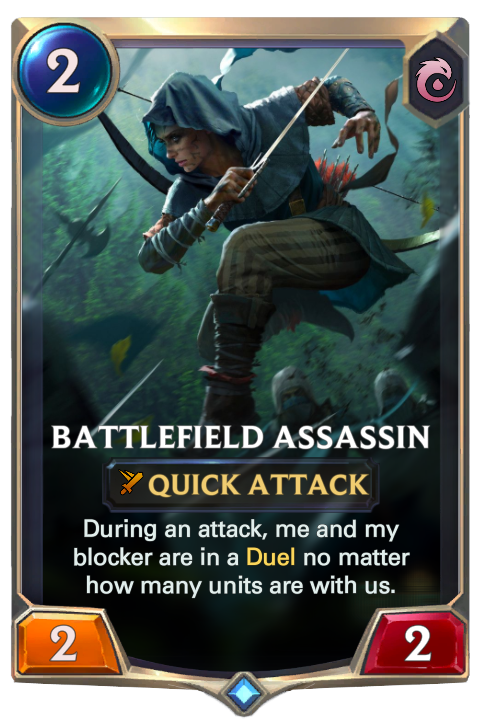 2
BATTLEFIELD ASSASSIN
QUICK ATTACK
During an attack, me and my
blocker are in a Duel no matter
how many units are with us.
2 2